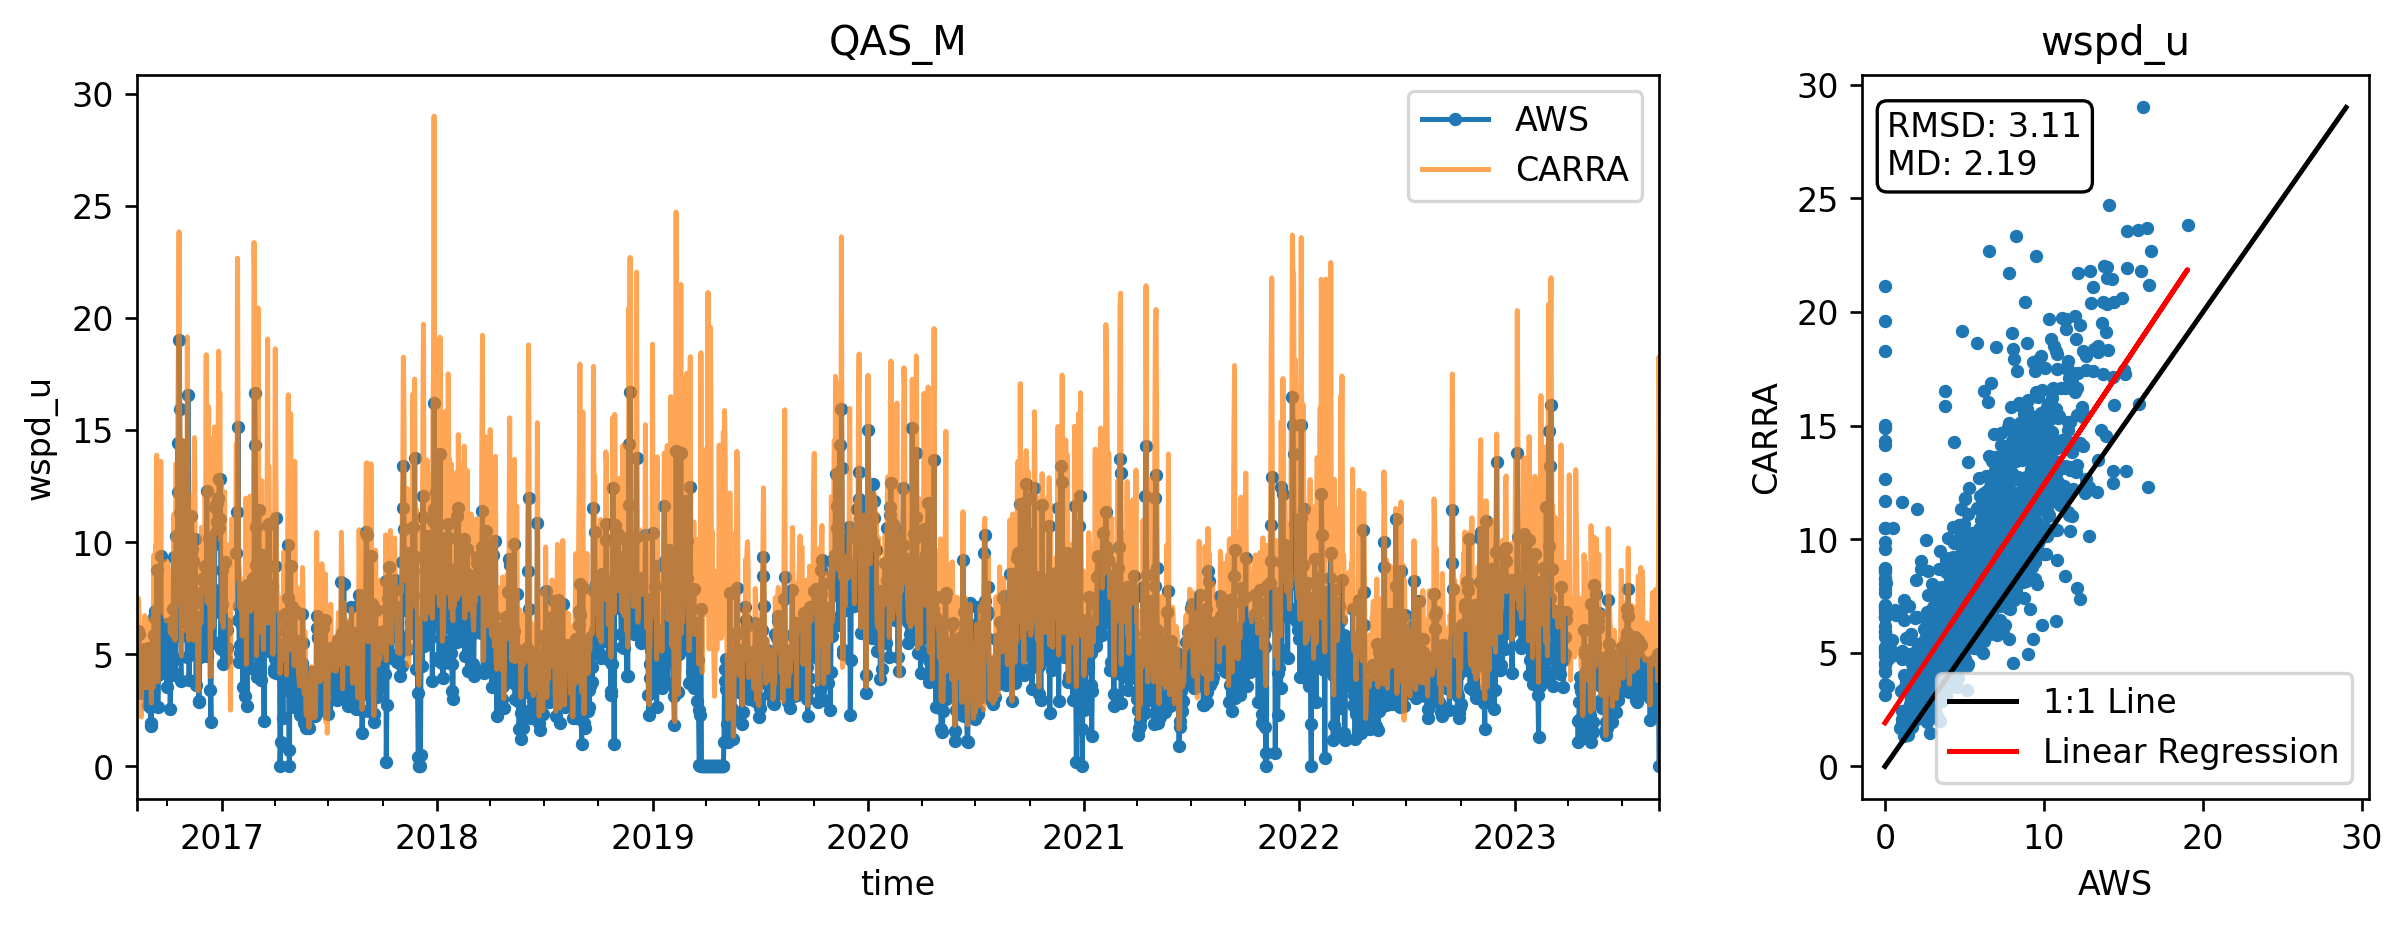 QAS_M
wspd_u
30
25
20
15
10
5
0
AWS
CARRA
2017
2018
2019
2020
2021
2022
2023
time
wspd_u
CARRA
30
25
20
15
10
5
0
RMSD: 3.11
MD: 2.19
1:1 Line
Linear Regression
0
10
20
30
AWS